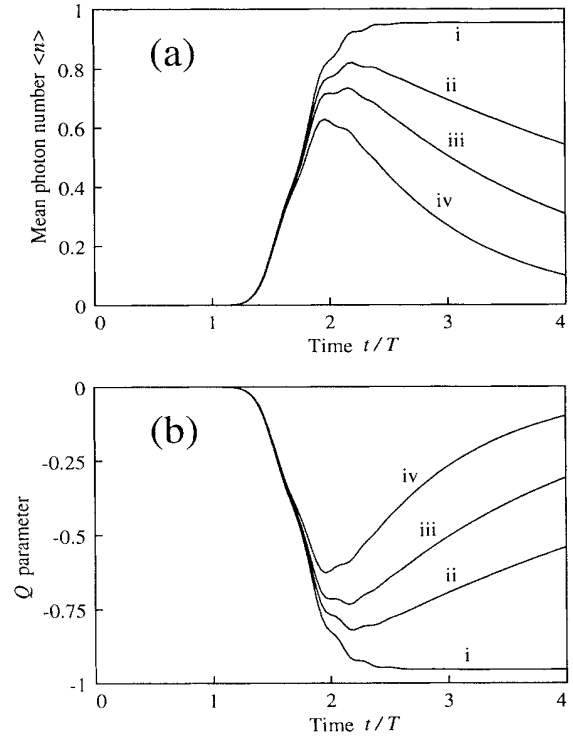 1
0.8
0.6
0.4
0.2
0
Mean photon number <n>
(a)
i
ii
iii
iv
0 1 2 3 4
Time t/T
0
-0.25
-0.5
-0.75
-1
Q parameter
(b)
iv
iii
ii
i
0 1 2 3 4
Time t/T